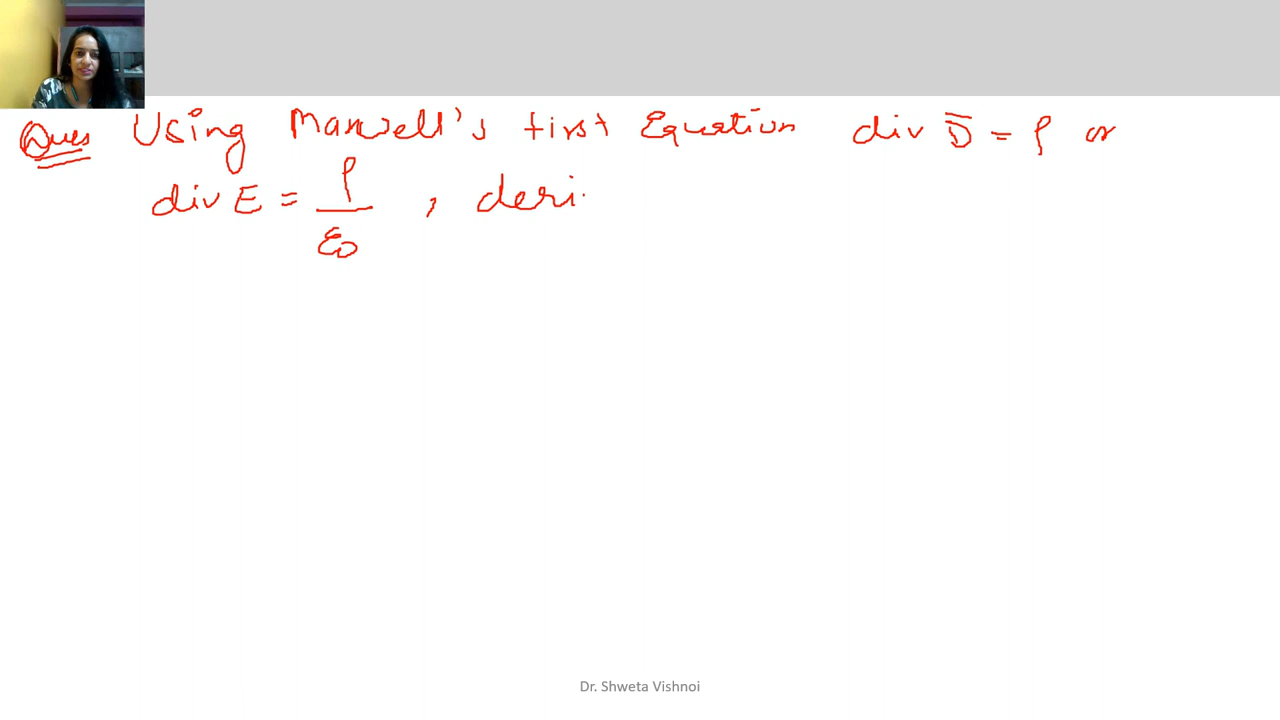 Ques Using Maxwell's first Equation div D̅ = ρ or
div E = ρ/ε₀ , deri
Dr. Shweta Vishnoi